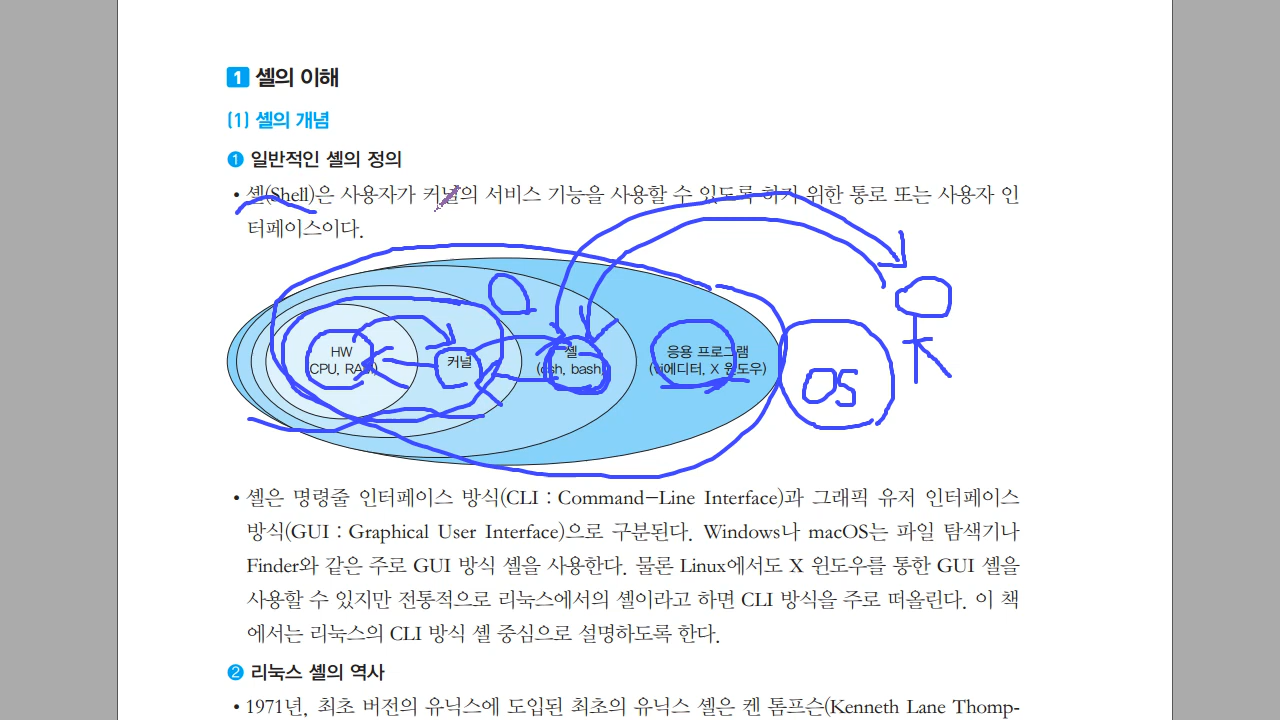 1 셸의 이해
(1) 셸의 개념
❶ 일반적인 셸의 정의
• 셸(Shell)은 사용자가 커널의 서비스 기능을 사용할 수 있도록 하기 위한 통로 또는 사용자 인
터페이스이다.
HW
(CPU, RAM)
커널
셸
(csh, bash)
응용 프로그램
(vi에디터, X 윈도우)
OS
• 셸은 명령줄 인터페이스 방식(CLI : Command-Line Interface)과 그래픽 유저 인터페이스
방식(GUI : Graphical User Interface)으로 구분된다. Windows나 macOS는 파일 탐색기나
Finder와 같은 주로 GUI 방식 셸을 사용한다. 물론 Linux에서도 X 윈도우를 통한 GUI 셸을
사용할 수 있지만 전통적으로 리눅스에서의 셸이라고 하면 CLI 방식을 주로 떠올린다. 이 책
에서는 리눅스의 CLI 방식 셸 중심으로 설명하도록 한다.
❷ 리눅스 셸의 역사
• 1971년, 최초 버전의 유닉스에 도입된 최초의 유닉스 셸은 켄 톰프슨(Kenneth Lane Thomp-